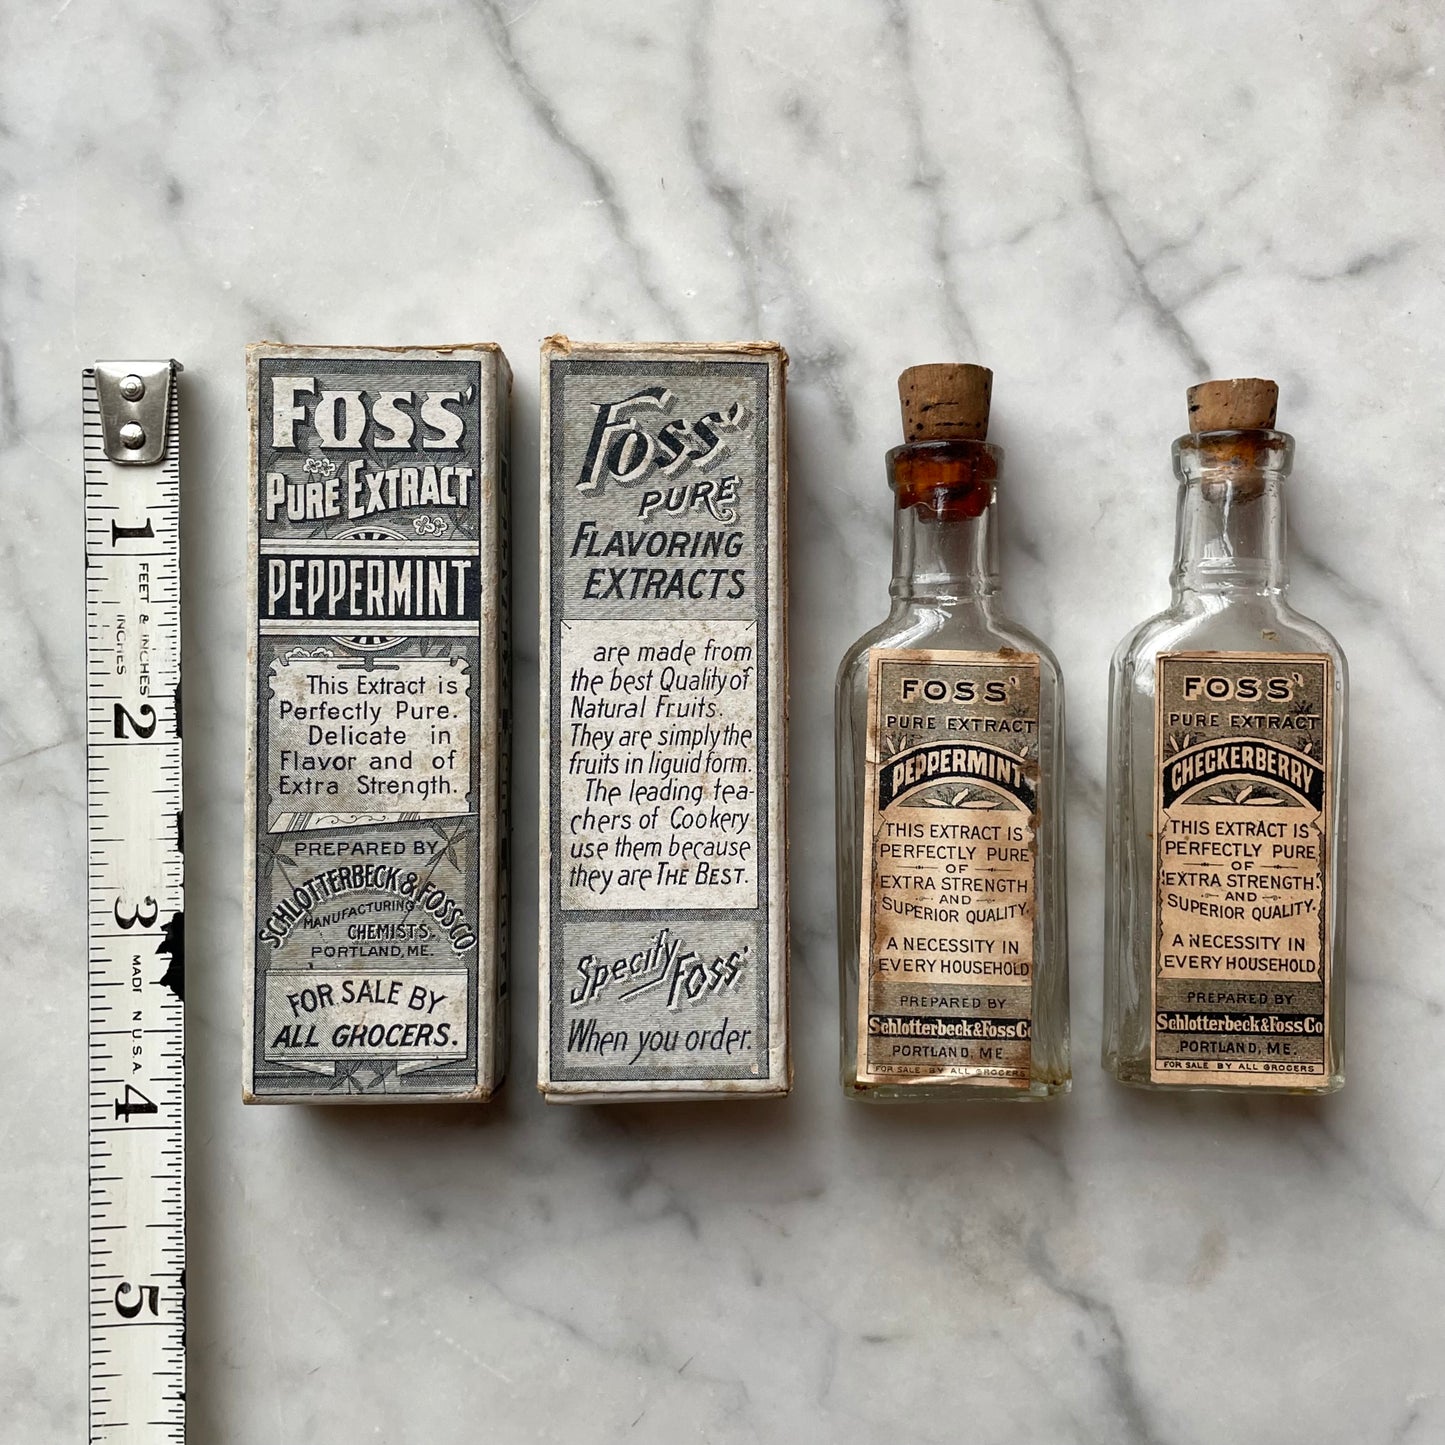 1
FEET & INCHES
INCHES
2
3
4
5
FOSS'
PURE EXTRACT
PEPPERMINT
This Extract is
Perfectly Pure.
Delicate in
Flavor and of
Extra Strength.
PREPARED BY
SCHLOTTERBECK & FOSS CO.
MANUFACTURING
CHEMISTS.
PORTLAND, ME.
FOR SALE BY
ALL GROCERS.
Foss'
PURE
FLAVORING
EXTRACTS
are made from
the best Quality of
Natural Fruits.
They are simply the
fruits in liquid form.
The leading tea-
chers of Cookery
use them because
they are THE BEST.
Specify Foss'
When you order.
FOSS'
PURE EXTRACT
PEPPERMINT
THIS EXTRACT IS
PERFECTLY PURE
OF
EXTRA STRENGTH
AND
SUPERIOR QUALITY.
A NECESSITY IN
EVERY HOUSEHOLD
PREPARED BY
Schlotterbeck & Foss Co
PORTLAND, ME
FOR SALE BY ALL GROCERS
FOSS'
PURE EXTRACT
CHECKERBERRY
THIS EXTRACT IS
PERFECTLY PURE
OF
EXTRA STRENGTH.
AND
SUPERIOR QUALITY.
A NECESSITY IN
EVERY HOUSEHOLD
PREPARED BY
Schlotterbeck & Foss Co
PORTLAND, ME.
FOR SALE BY ALL GROCERS